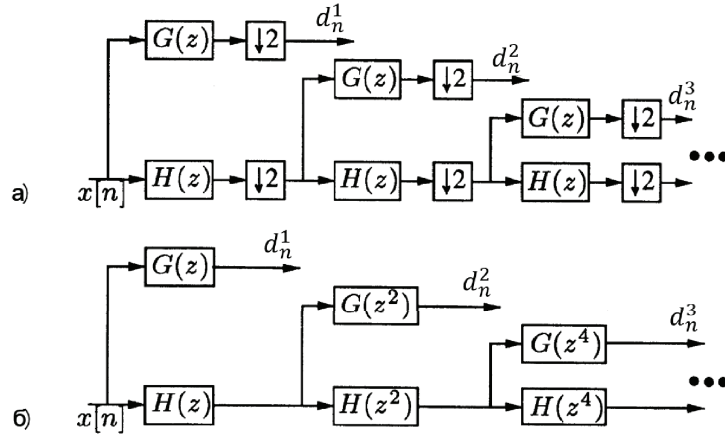 G(z) ↓2 d_n^1
G(z) ↓2 d_n^2
G(z) ↓2 d_n^3
а) x[n] H(z) ↓2 H(z) ↓2 H(z) ↓2 •••
G(z) d_n^1
G(z^2) d_n^2
G(z^4) d_n^3
б) x[n] H(z) H(z^2) H(z^4) •••